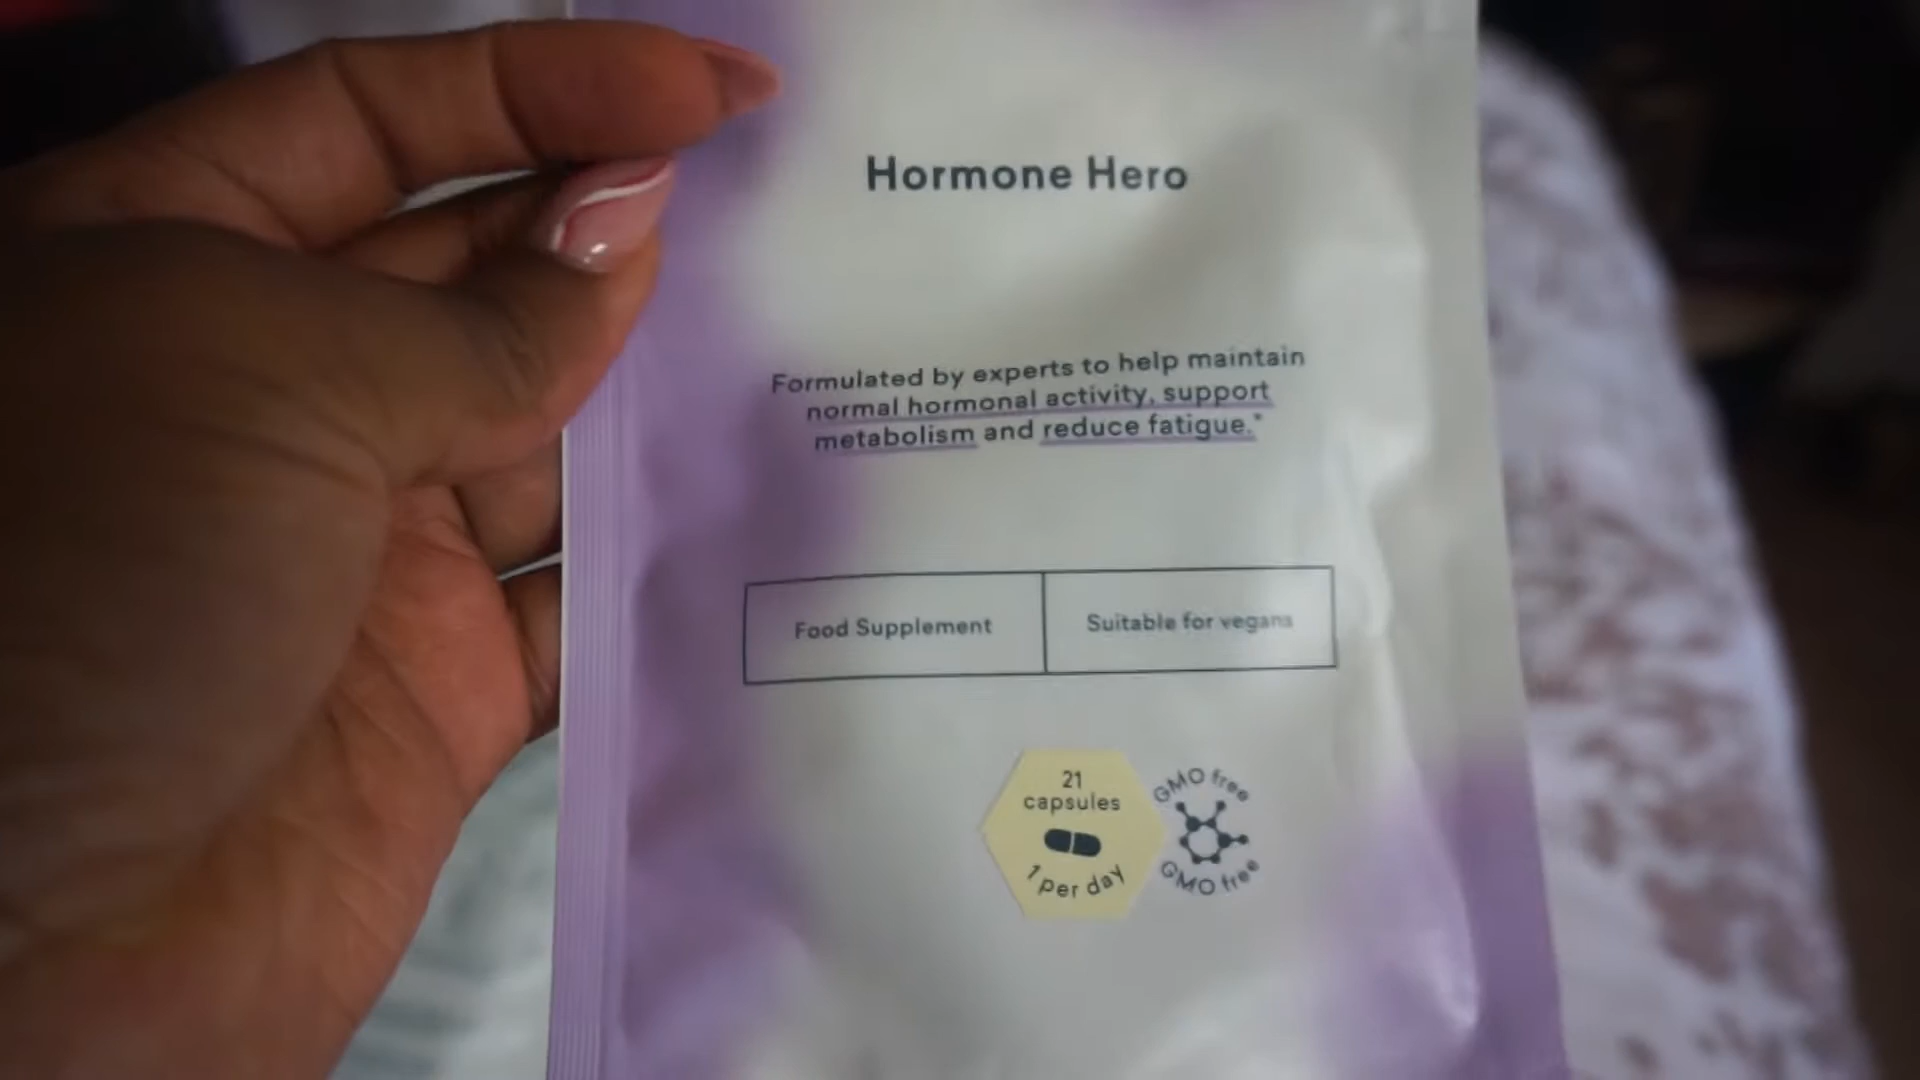 Hormone Hero
Formulated by experts to help maintain
normal hormonal activity, support
metabolism and reduce fatigue.*
Food Supplement
Suitable for vegans
21
capsules
1 per day
GMO free
GMO free